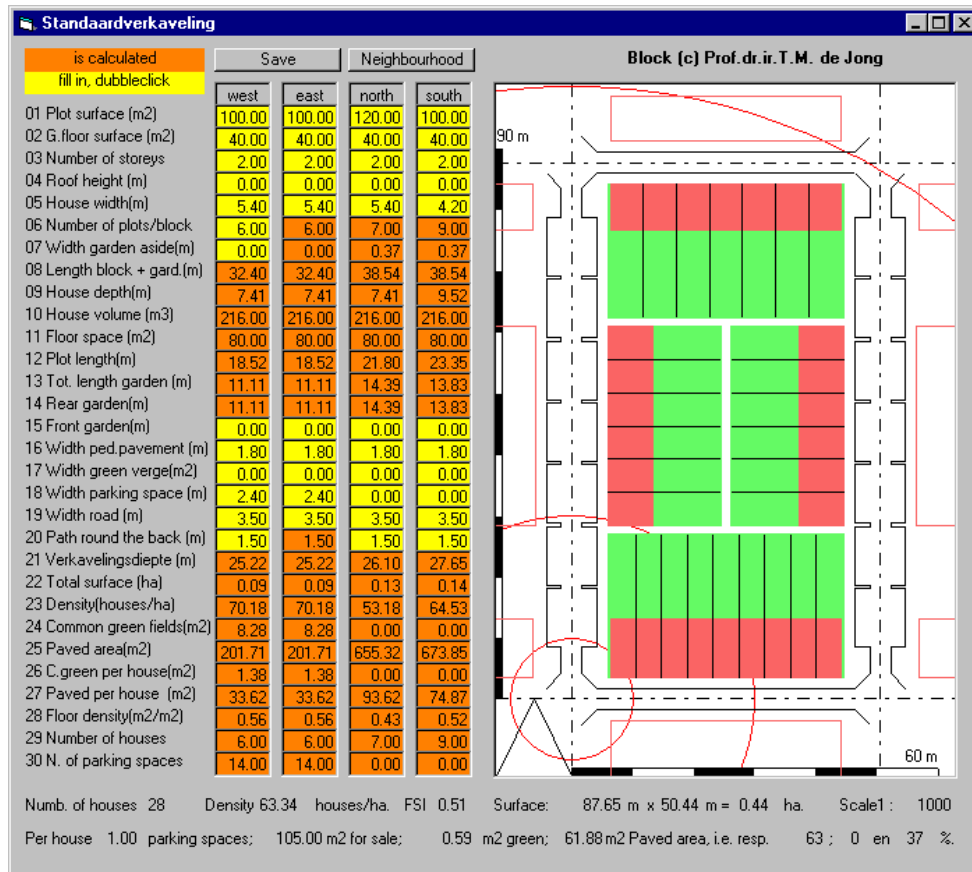 Standaardverkaveling
is calculated
fill in, dubbleclick
Save
Neighbourhood
Block (c) Prof.dr.ir.T.M. de Jong
west east north south
01 Plot surface (m2) 100.00 100.00 120.00 100.00
02 G.floor surface (m2) 40.00 40.00 40.00 40.00
03 Number of storeys 2.00 2.00 2.00 2.00
04 Roof height (m) 0.00 0.00 0.00 0.00
05 House width(m) 5.40 5.40 5.40 4.20
06 Number of plots/block 6.00 6.00 7.00 9.00
07 Width garden aside(m) 0.00 0.00 0.37 0.37
08 Length block + gard.(m) 32.40 32.40 38.54 38.54
09 House depth(m) 7.41 7.41 7.41 9.52
10 House volume (m3) 216.00 216.00 216.00 216.00
11 Floor space (m2) 80.00 80.00 80.00 80.00
12 Plot length(m) 18.52 18.52 21.80 23.35
13 Tot. length garden (m) 11.11 11.11 14.39 13.83
14 Rear garden(m) 11.11 11.11 14.39 13.83
15 Front garden(m) 0.00 0.00 0.00 0.00
16 Width ped.pavement (m) 1.80 1.80 1.80 1.80
17 Width green verge(m2) 0.00 0.00 0.00 0.00
18 Width parking space (m) 2.40 2.40 0.00 0.00
19 Width road (m) 3.50 3.50 3.50 3.50
20 Path round the back (m) 1.50 1.50 1.50 1.50
21 Verkavelingsdiepte (m) 25.22 25.22 26.10 27.65
22 Total surface (ha) 0.09 0.09 0.13 0.14
23 Density(houses/ha) 70.18 70.18 53.18 64.53
24 Common green fields(m2) 8.28 8.28 0.00 0.00
25 Paved area(m2) 201.71 201.71 655.32 673.85
26 C.green per house(m2) 1.38 1.38 0.00 0.00
27 Paved per house (m2) 33.62 33.62 93.62 74.87
28 Floor density(m2/m2) 0.56 0.56 0.43 0.52
29 Number of houses 6.00 6.00 7.00 9.00
30 N. of parking spaces 14.00 14.00 0.00 0.00
90 m
60 m
Numb. of houses 28 Density 63.34 houses/ha. FSI 0.51 Surface: 87.65 m x 50.44 m = 0.44 ha. Scale1 : 1000
Per house 1.00 parking spaces; 105.00 m2 for sale; 0.59 m2 green; 61.88 m2 Paved area, i.e. resp. 63 ; 0 en 37 %.